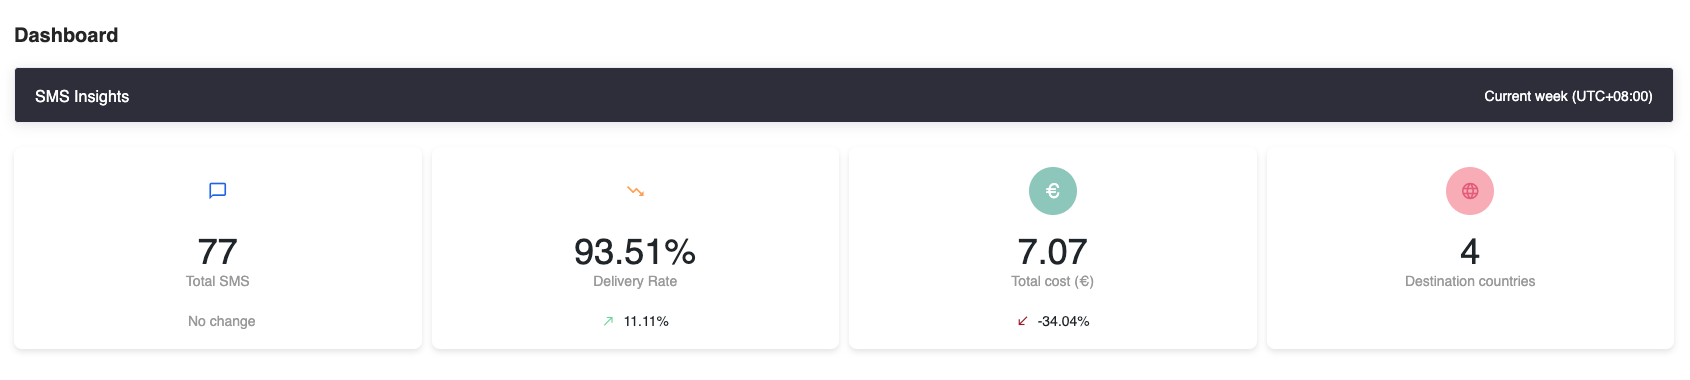 Dashboard
SMS Insights
Current week (UTC+08:00)
77
Total SMS
No change
93.51%
Delivery Rate
11.11%
€
7.07
Total cost (€)
-34.04%
4
Destination countries